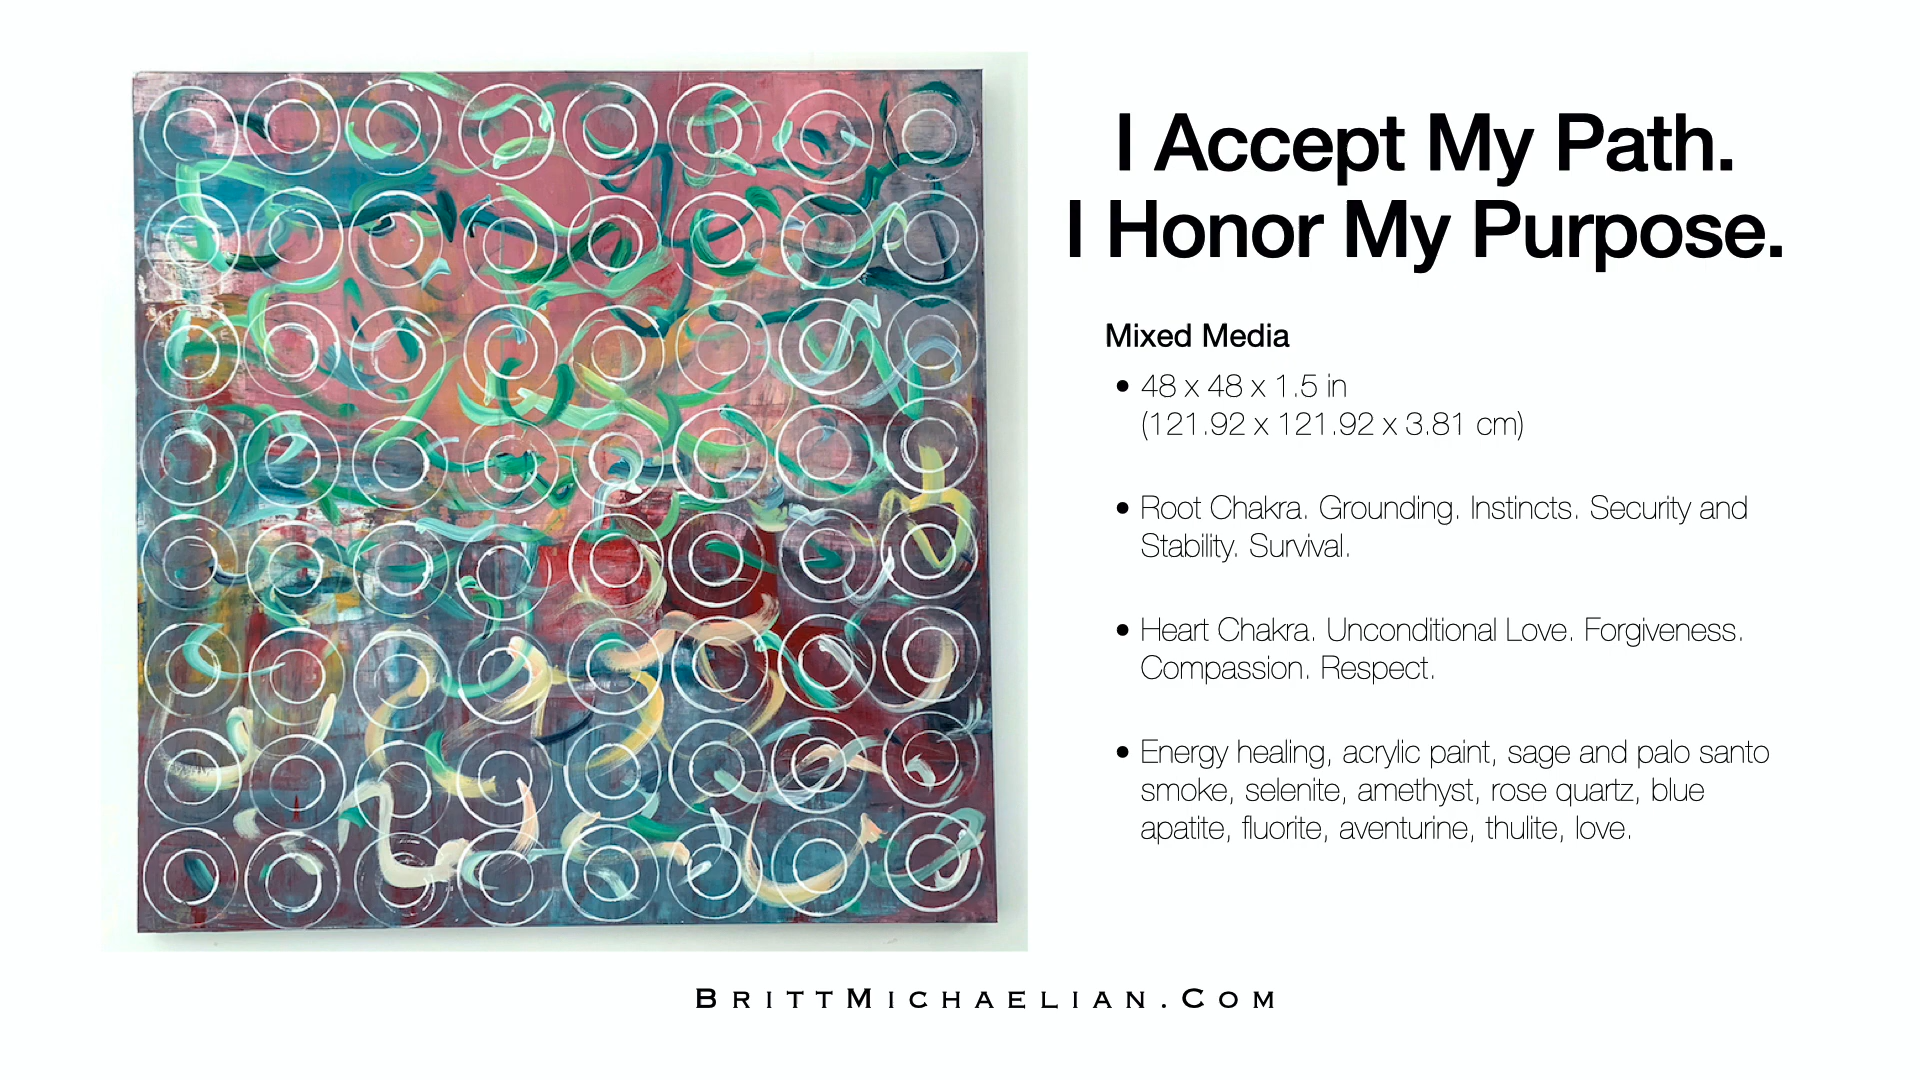 I Accept My Path.
I Honor My Purpose.
Mixed Media
• 48 x 48 x 1.5 in
(121.92 x 121.92 x 3.81 cm)
• Root Chakra. Grounding. Instincts. Security and
Stability. Survival.
• Heart Chakra. Unconditional Love. Forgiveness.
Compassion. Respect.
• Energy healing, acrylic paint, sage and palo santo
smoke, selenite, amethyst, rose quartz, blue
apatite, fluorite, aventurine, thulite, love.
BRITTMICHAELIAN.COM